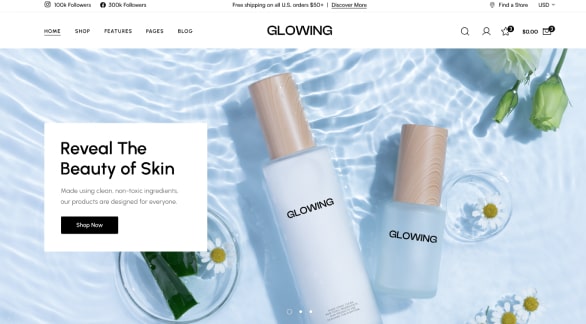 100k Followers
300k Followers
Free shipping on all U.S. orders $50+ | Discover More
Find a Store
USD
HOME
SHOP
FEATURES
PAGES
BLOG
GLOWING
$0.00
Reveal The
Beauty of Skin
Made using clean, non-toxic ingredients,
our products are designed for everyone.
Shop Now
GLOWING
GLOWING